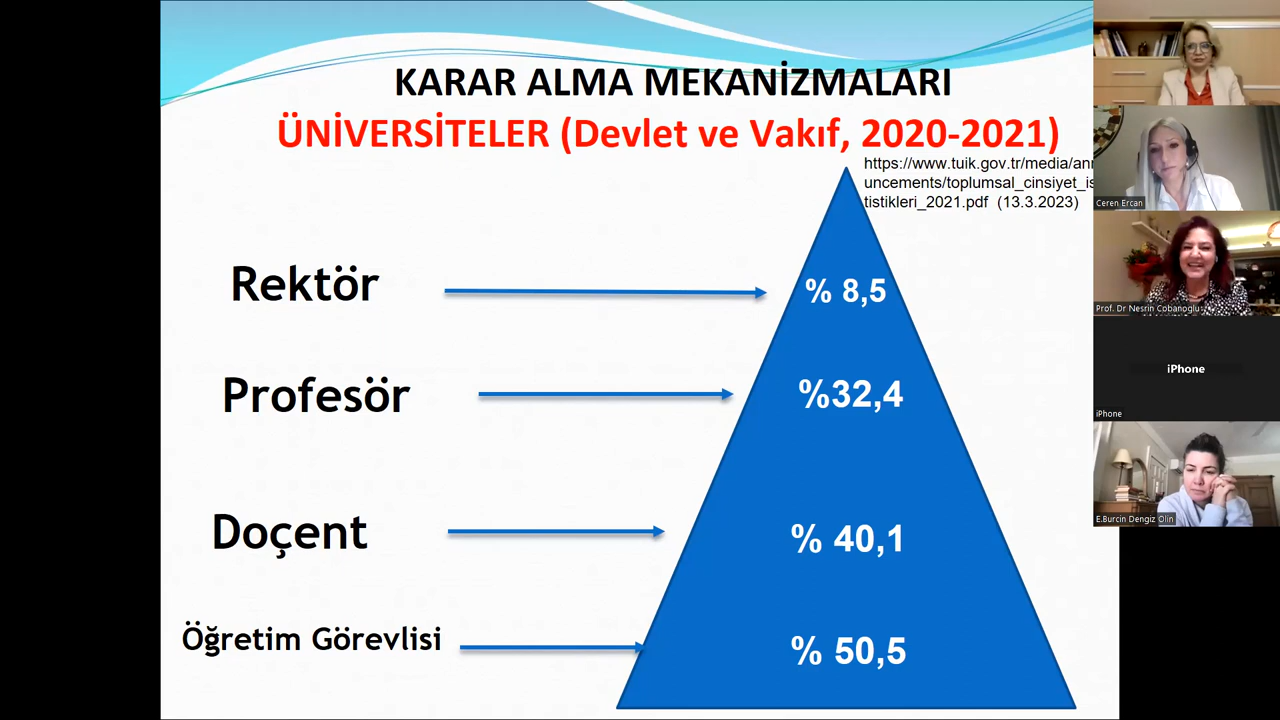 KARAR ALMA MEKANİZMALARI
ÜNİVERSİTELER (Devlet ve Vakıf, 2020-2021)
https://www.tuik.gov.tr/media/ann
uncements/toplumsal_cinsiyet_is
tistikleri_2021.pdf (13.3.2023)
Rektör
% 8,5
Profesör
%32,4
Doçent
% 40,1
Öğretim Görevlisi
% 50,5
Ceren Ercan
Prof. Dr Nesrin Cobanoglus
iPhone
iPhone
E.Burcin Dengiz Olin